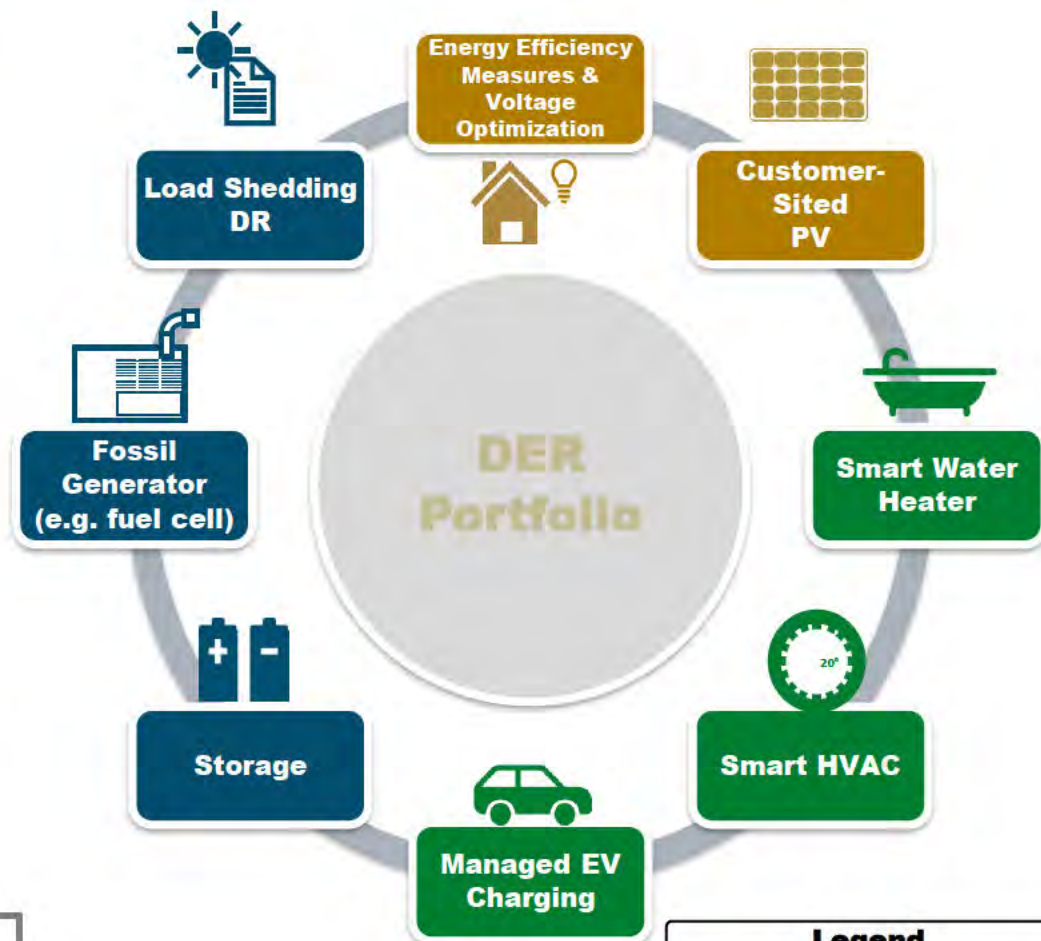 Energy Efficiency
Measures &
Voltage
Optimization
Customer-
Sited
PV
Smart Water
Heater
20°
Smart HVAC
Managed EV
Charging
Storage
Fossil
Generator
(e.g. fuel cell)
Load Shedding
DR
DER
Portfolio
+ -
Legend